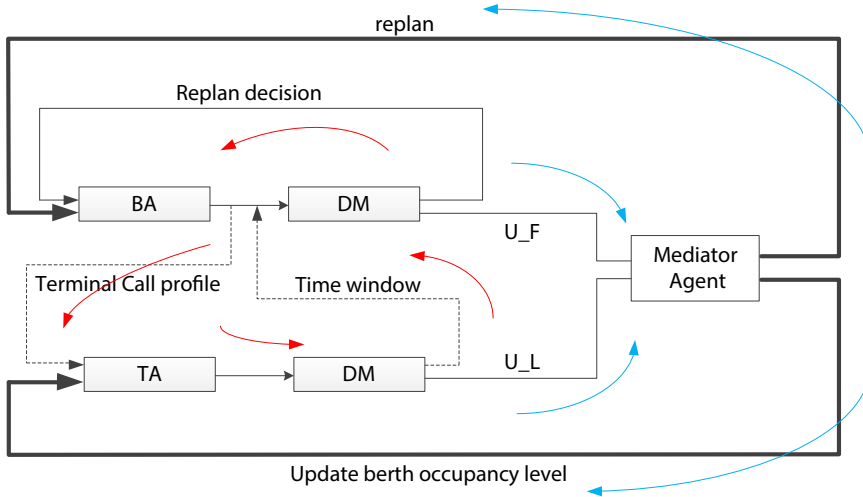 replan
Replan decision
BA
DM
U_F
Mediator
Agent
Terminal Call profile
Time window
TA
DM
U_L
Update berth occupancy level